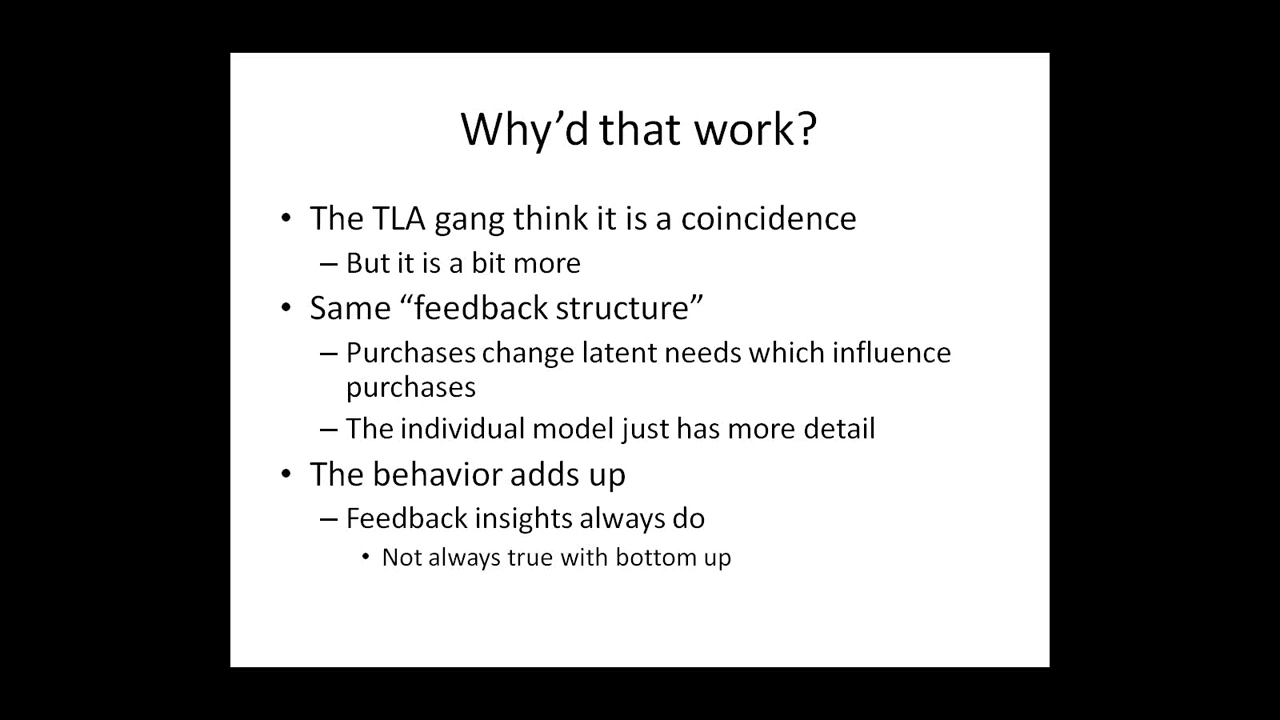 Why’d that work?
• The TLA gang think it is a coincidence
– But it is a bit more
• Same “feedback structure”
– Purchases change latent needs which influence
purchases
– The individual model just has more detail
• The behavior adds up
– Feedback insights always do
• Not always true with bottom up